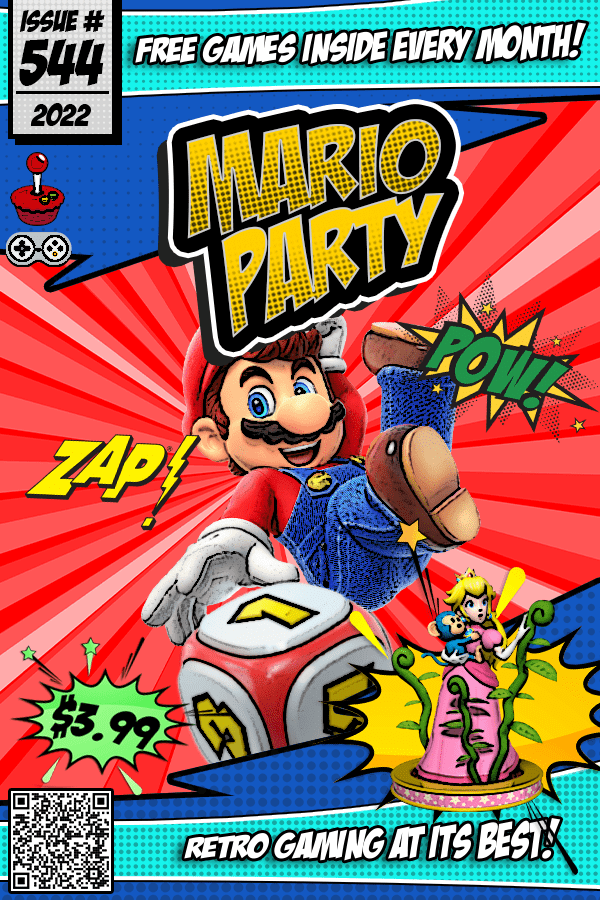 ISSUE #
544
2022
FREE GAMES INSIDE EVERY MONTH!
MARIO
PARTY
POW!
ZAP!
$3.99
RETRO GAMING AT ITS BEST!